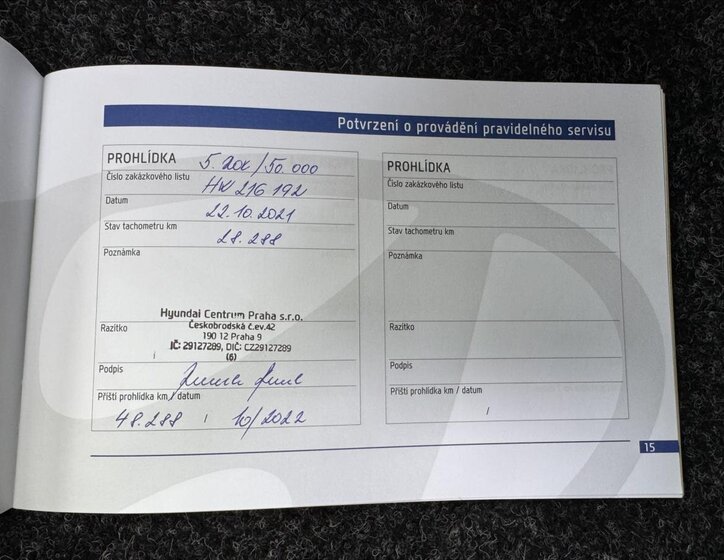 Potvrzení o provádění pravidelného servisu
PROHLÍDKA 5. rok/50.000
Číslo zakázkového listu HW 216 192
Datum 22.10.2021
Stav tachometru km 28.288
Poznámka
Hyundai Centrum Praha s.r.o.
Razítko Českobrodská č.ev.42
190 12 Praha 9
IČ: 29127289, DIČ: CZ29127289
(6)
Podpis
Příští prohlídka km / datum
48.288 / 10/2022
PROHLÍDKA
Číslo zakázkového listu
Datum
Stav tachometru km
Poznámka
Razítko
Podpis
Příští prohlídka km / datum
/
15